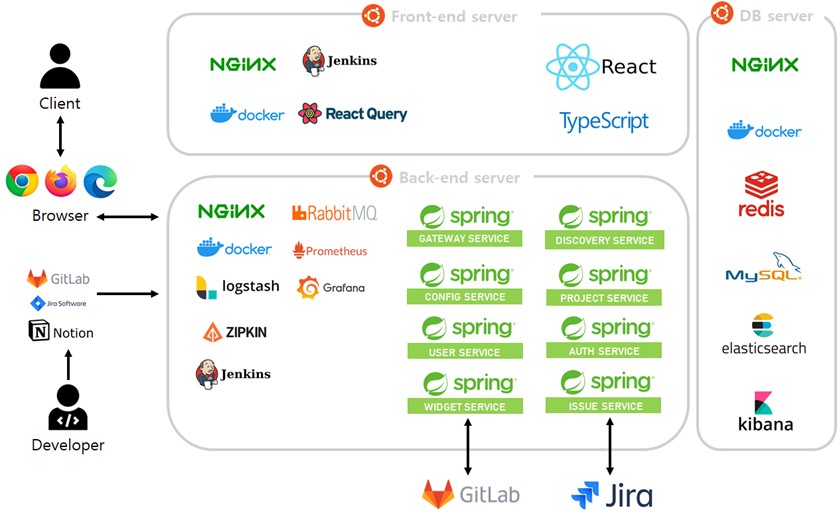 Front-end server
NGINX
Jenkins
React
docker
React Query
TypeScript
DB server
NGINX
docker
redis
MySQL
elasticsearch
kibana
Client
Browser
GitLab
Jira Software
Notion
Developer
Back-end server
NGINX
RabbitMQ
docker
Prometheus
logstash
Grafana
ZIPKIN
Jenkins
spring
GATEWAY SERVICE
spring
DISCOVERY SERVICE
spring
CONFIG SERVICE
spring
PROJECT SERVICE
spring
USER SERVICE
spring
AUTH SERVICE
spring
WIDGET SERVICE
spring
ISSUE SERVICE
GitLab
Jira